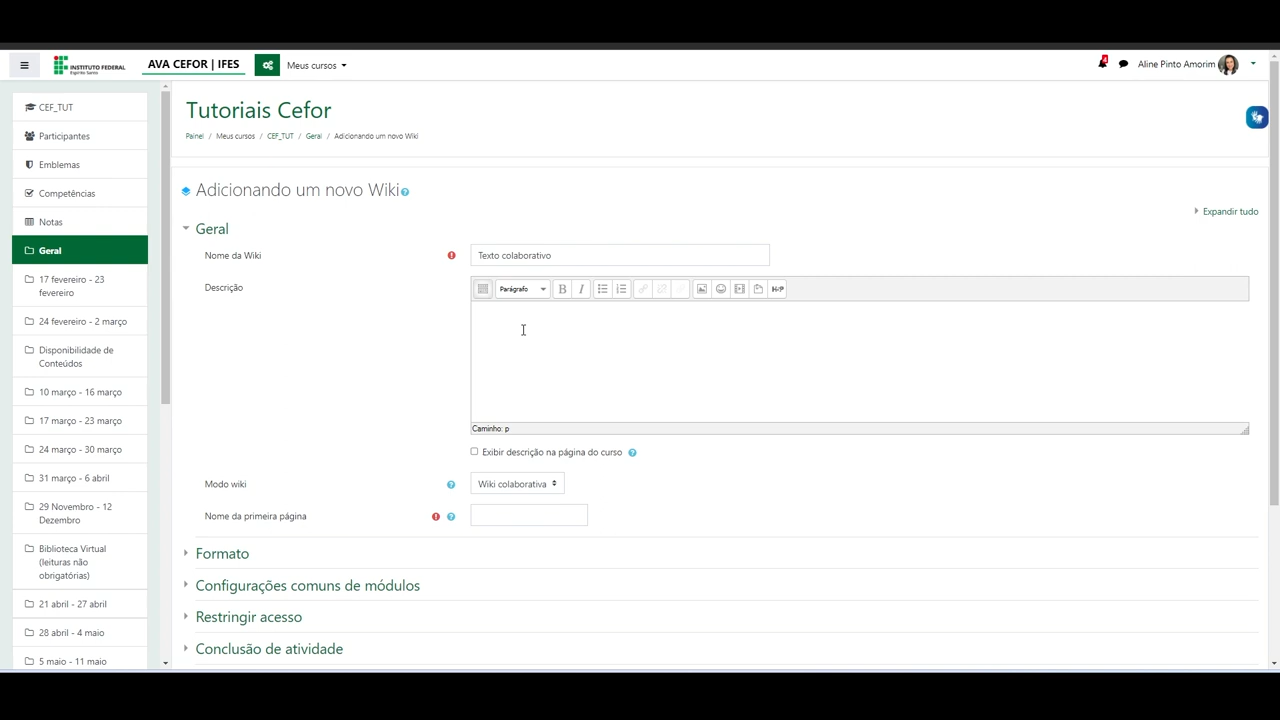 INSTITUTO FEDERAL
Espírito Santo
AVA CEFOR | IFES
Meus cursos
Aline Pinto Amorim
CEF_TUT
Participantes
Emblemas
Competências
Notas
Geral
17 fevereiro - 23
fevereiro
24 fevereiro - 2 março
Disponibilidade de
Conteúdos
10 março - 16 março
17 março - 23 março
24 março - 30 março
31 março - 6 abril
29 Novembro - 12
Dezembro
Biblioteca Virtual
(leituras não
obrigatórias)
21 abril - 27 abril
28 abril - 4 maio
5 maio - 11 maio
Tutoriais Cefor
Painel / Meus cursos / CEF_TUT / Geral / Adicionando um novo Wiki
Adicionando um novo Wiki
Expandir tudo
Geral
Nome da Wiki
Texto colaborativo
Descrição
Parágrafo
B I
H-P
Caminho: p
Exibir descrição na página do curso
Modo wiki
Wiki colaborativa
Nome da primeira página
Formato
Configurações comuns de módulos
Restringir acesso
Conclusão de atividade